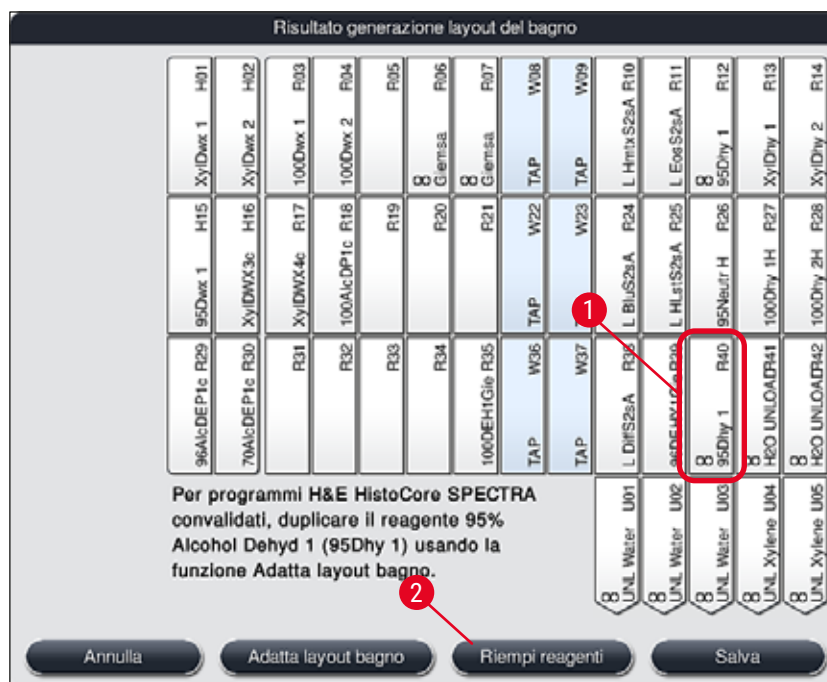 Risultato generazione layout del bagno
XylDwx 1 H01
XylDwx 2 H02
100Dwx 1 R03
100Dwx 2 R04
R05
∞ Giemsa R06
∞ Giemsa R07
TAP W08
TAP W09
L HmtxS2sA R10
L EosS2sA R11
∞ 95Dhy 1 R12
XylDhy 1 R13
XylDhy 2 R14
95Dwx 1 H15
XylDWX3c H16
XylDWX4c R17
100AlcDP1c R18
R19
R20
R21
TAP W22
TAP W23
L BluS2sA R24
L HLstS2sA R25
95Neutr H R26
100Dhy 1H R27
100Dhy 2H R28
1
96AlcDEP1c R29
70AlcDEP1c R30
R31
R32
R33
R34
100DEH1Gie R35
TAP W36
TAP W37
L DifS2sA R38
96DEHY1Gie R39
∞ 95Dhy 1 R40
∞ H2O UNLOAD R41
∞ H2O UNLOAD R42
∞ UNL Water U01
∞ UNL Water U02
∞ UNL Water U03
∞ UNL Xylene U04
∞ UNL Xylene U05
Per programmi H&E HistoCore SPECTRA
convalidati, duplicare il reagente 95%
Alcohol Dehyd 1 (95Dhy 1) usando la
funzione Adatta layout bagno.
2
Annulla
Adatta layout bagno
Riempi reagenti
Salva